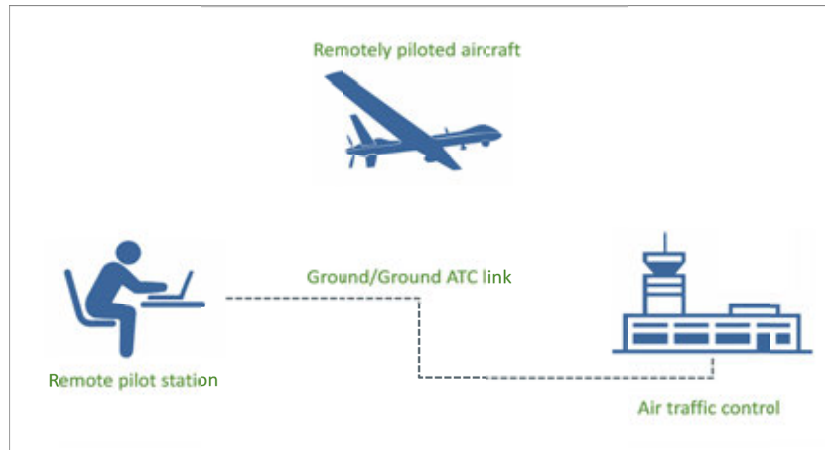 Remotely piloted aircraft
Ground/Ground ATC link
Remote pilot station
Air traffic control